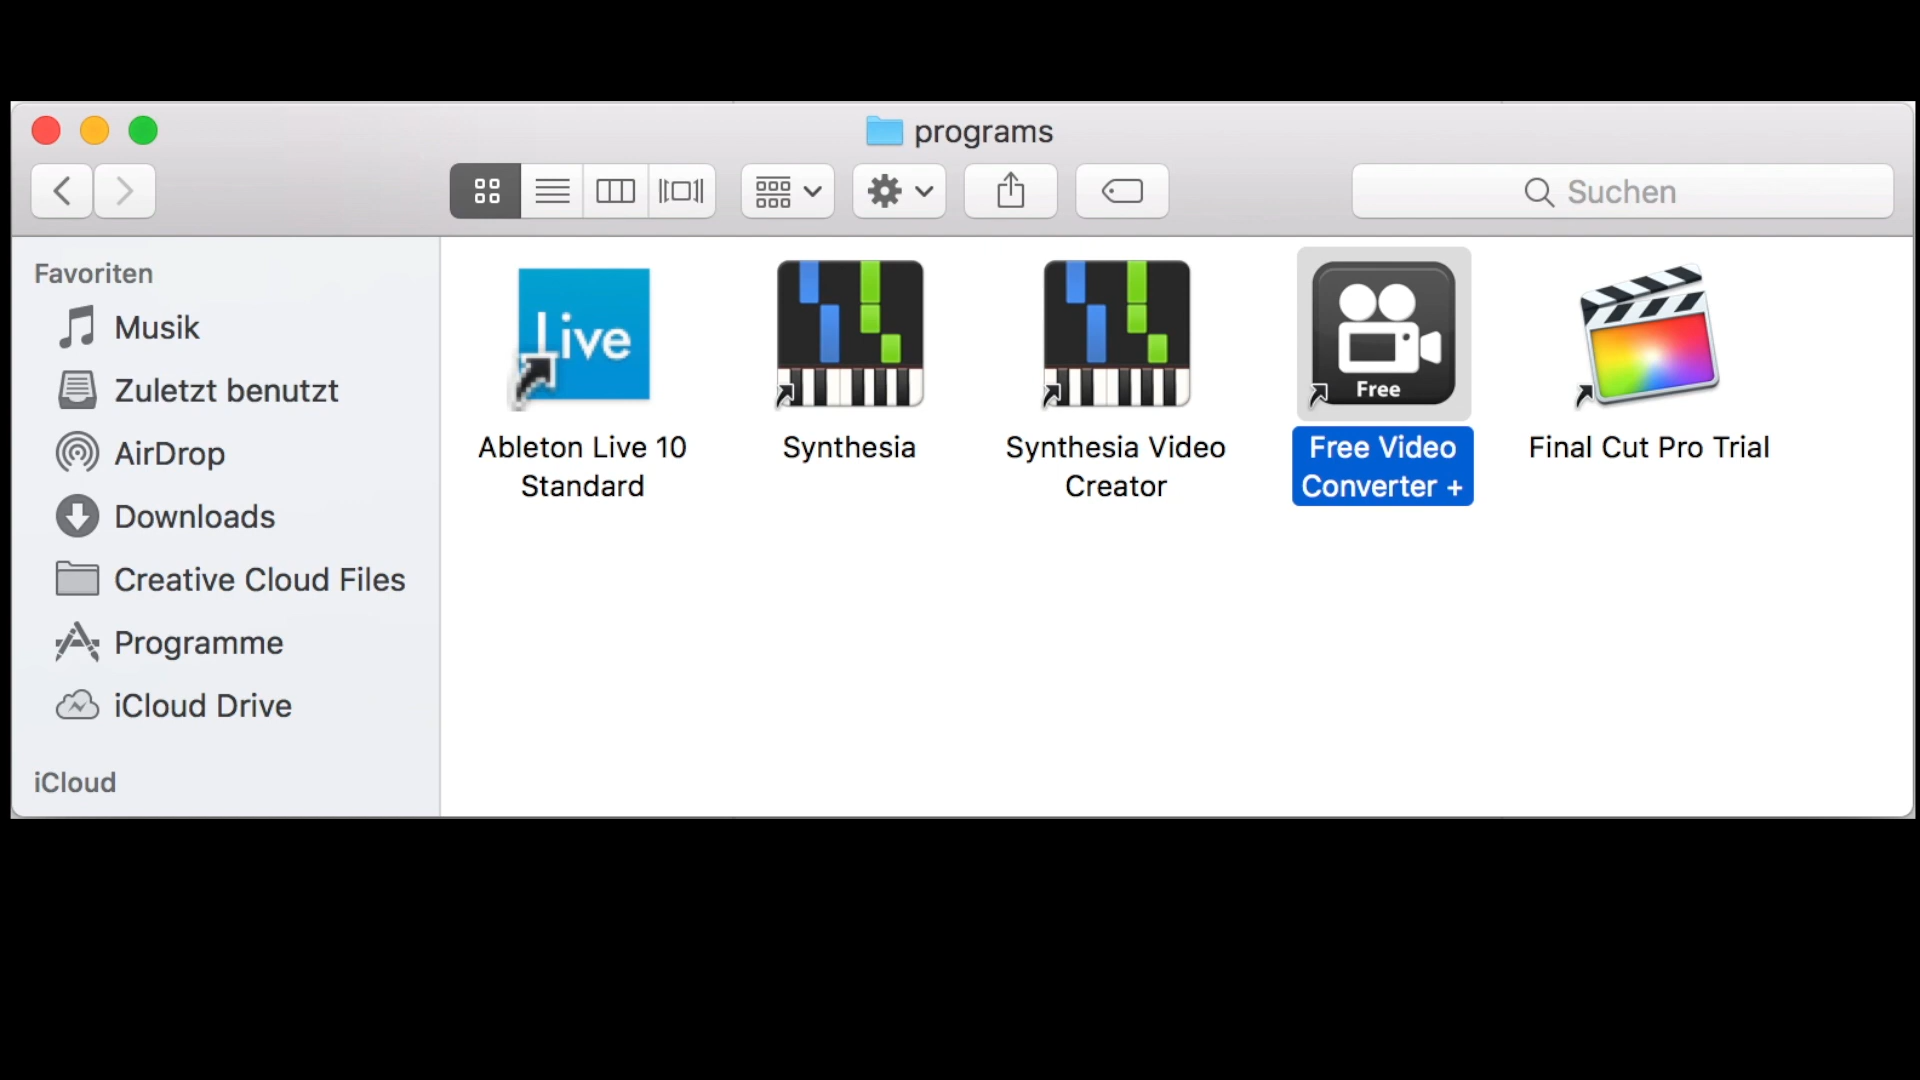 programs
Suchen
Favoriten
Musik
Zuletzt benutzt
AirDrop
Downloads
Creative Cloud Files
Programme
iCloud Drive
iCloud
Live
Free
Ableton Live 10
Standard
Synthesia
Synthesia Video
Creator
Free Video
Converter +
Final Cut Pro Trial